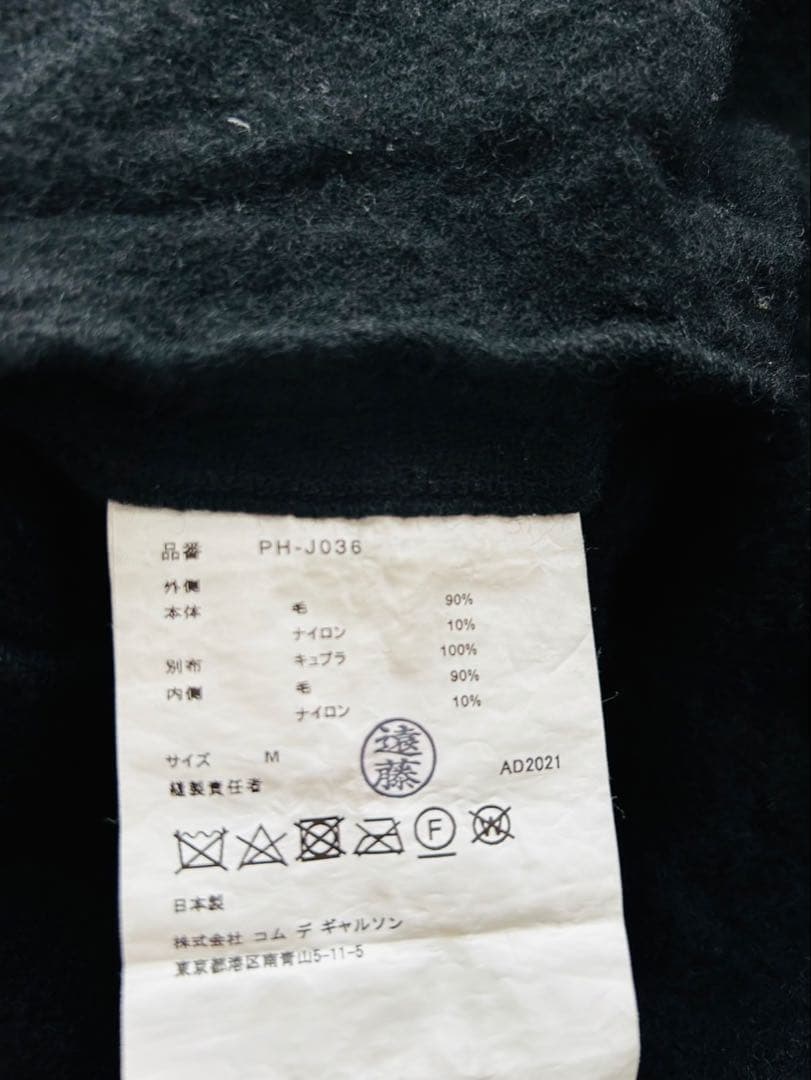 品番 PH-J036
外側
本体 毛 90%
ナイロン 10%
別布 キュプラ 100%
内側 毛 90%
ナイロン 10%
サイズ M
遠藤
AD2021
縫製責任者
F W
日本製
株式会社 コム デ ギャルソン
東京都港区南青山5-11-5